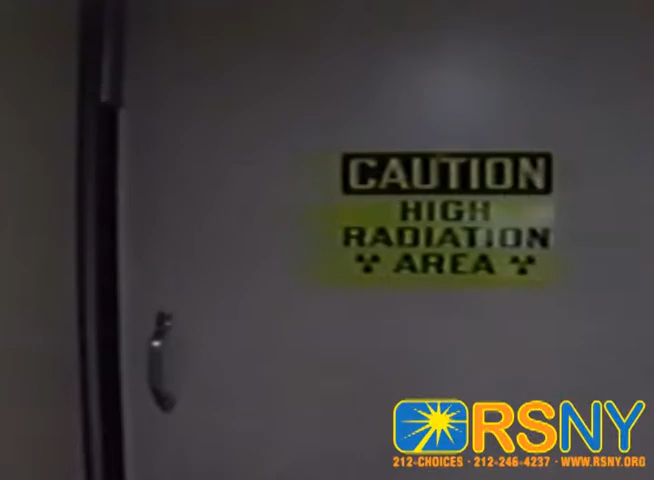 CAUTION
HIGH
RADIATION
AREA
RSNY
212-CHOICES · 212-246-4237 · WWW.RSNY.ORG